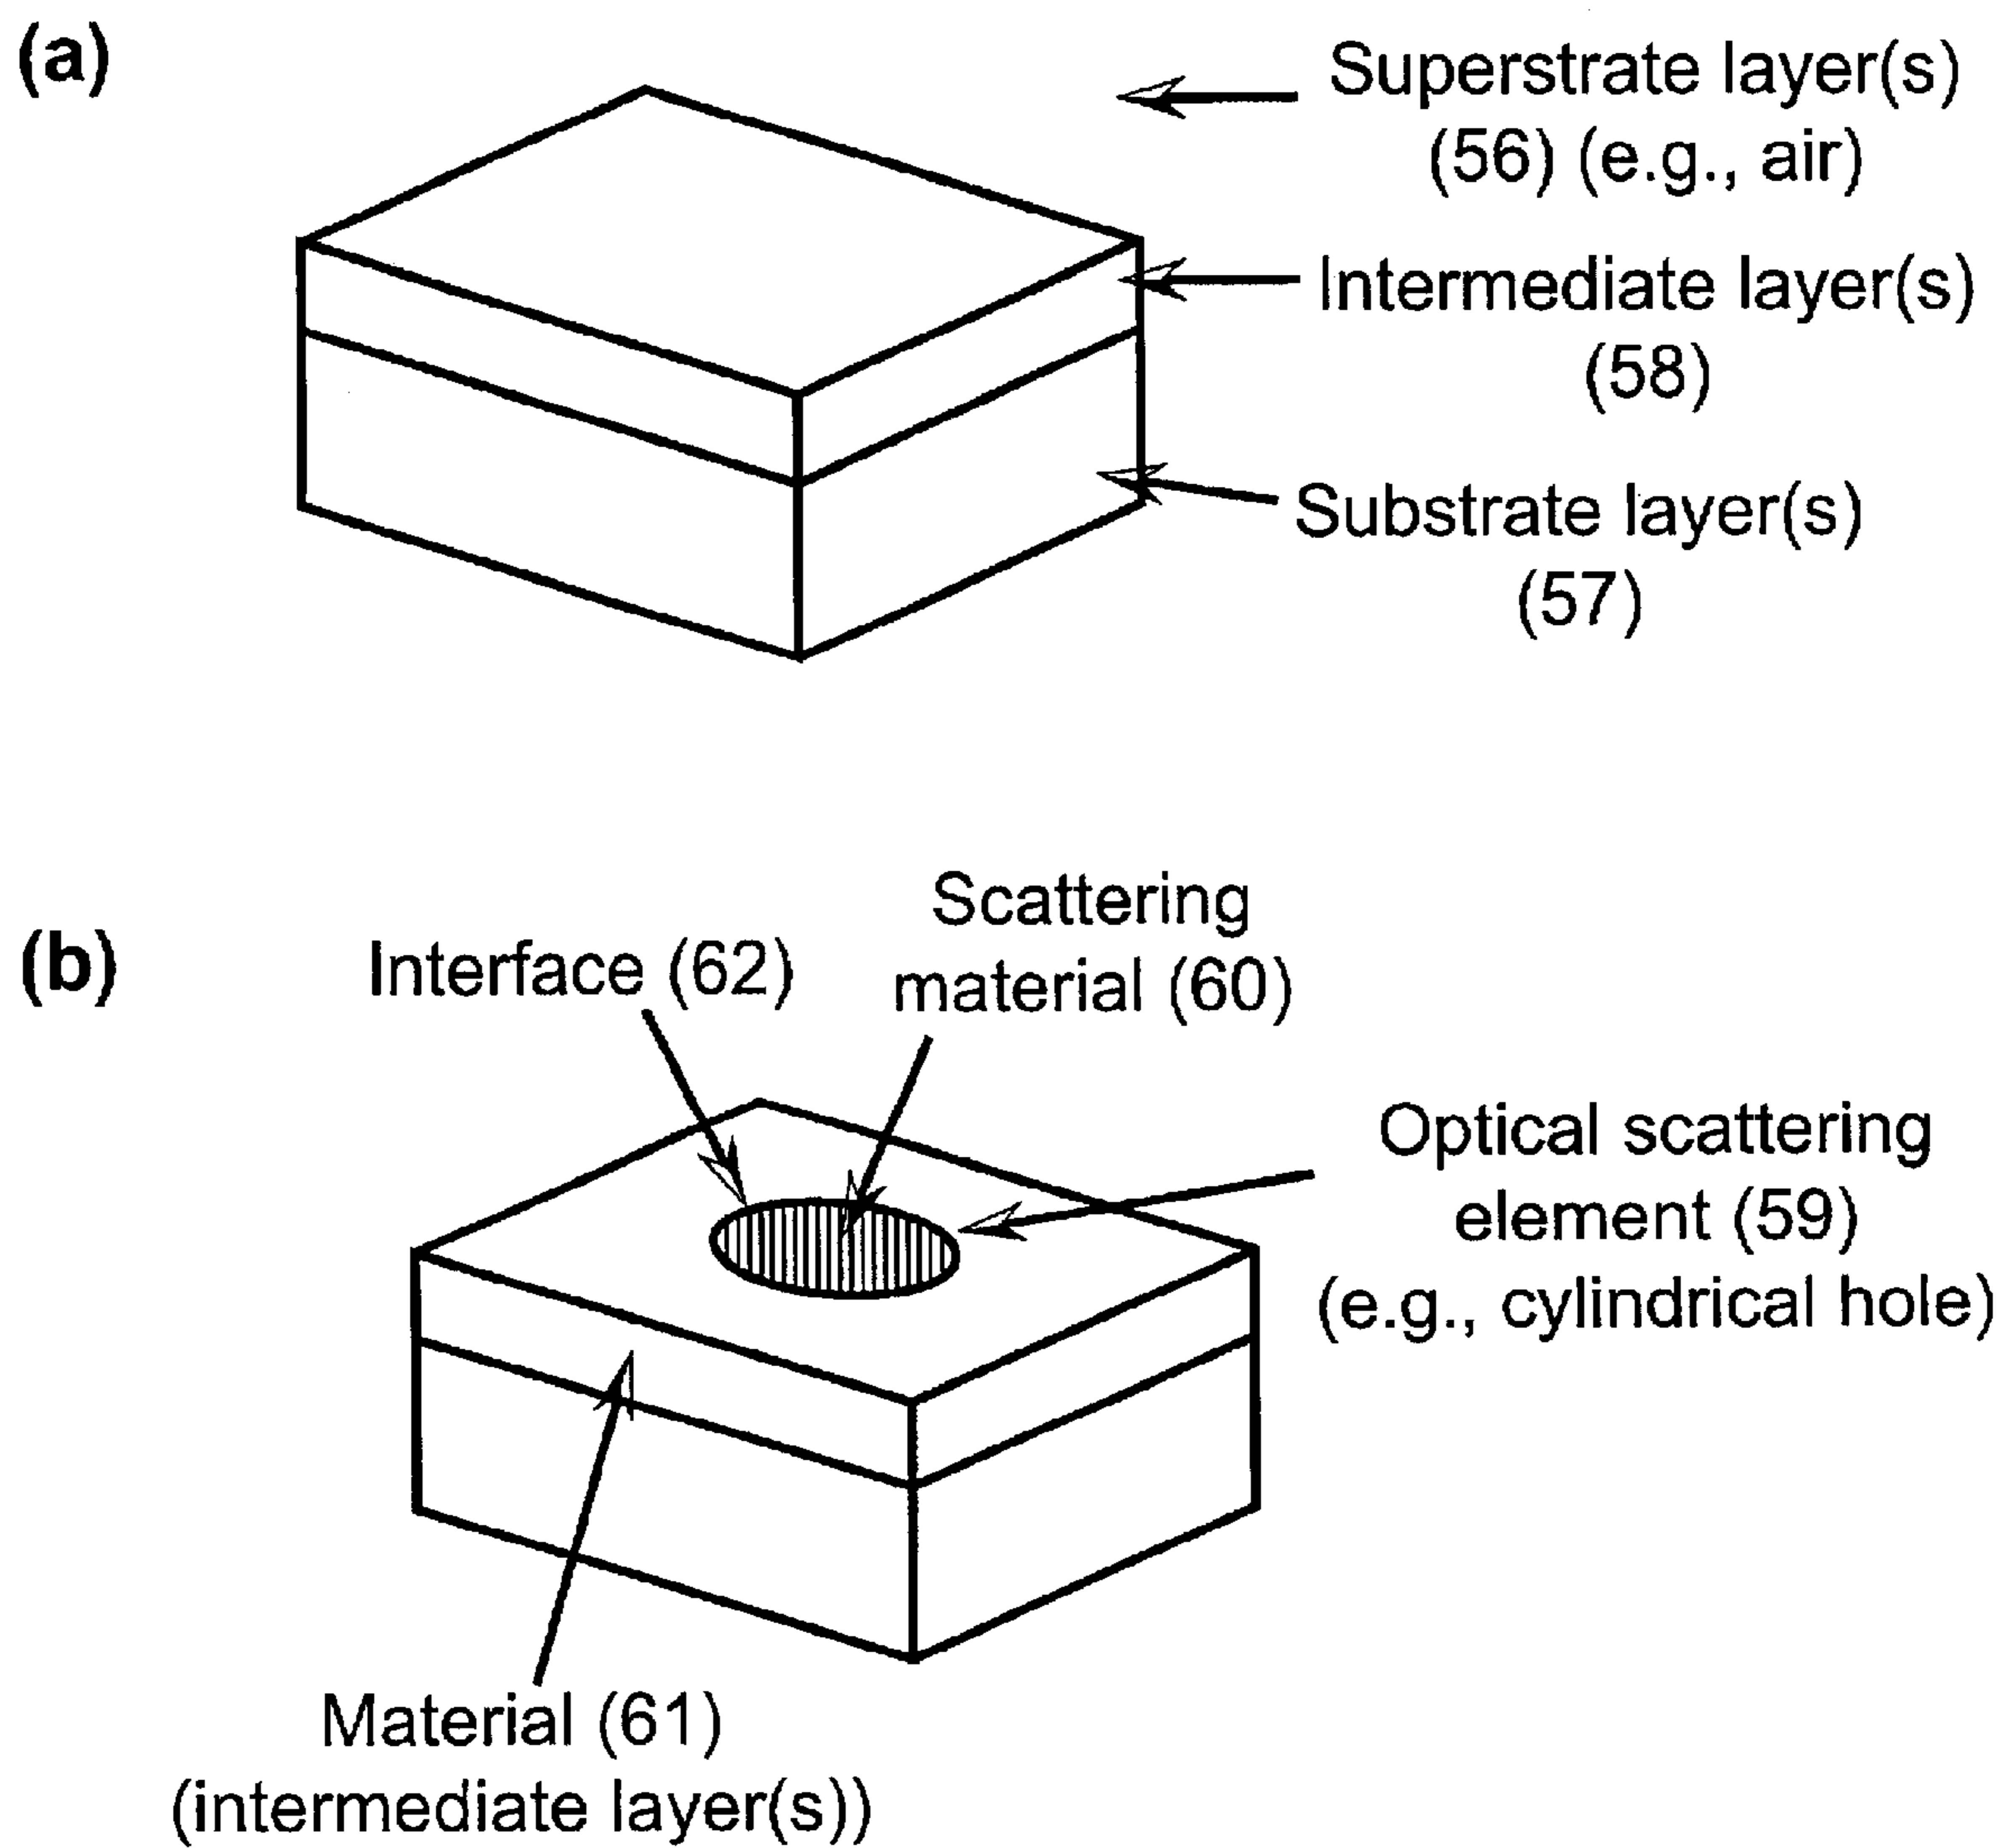 (a)
Superstrate layer(s)
(56) (e.g., air)
Intermediate layer(s)
(58)
Substrate layer(s)
(57)
(b)
Interface (62)
Scattering
material (60)
Optical scattering
element (59)
(e.g., cylindrical hole)
Material (61)
(intermediate layer(s))